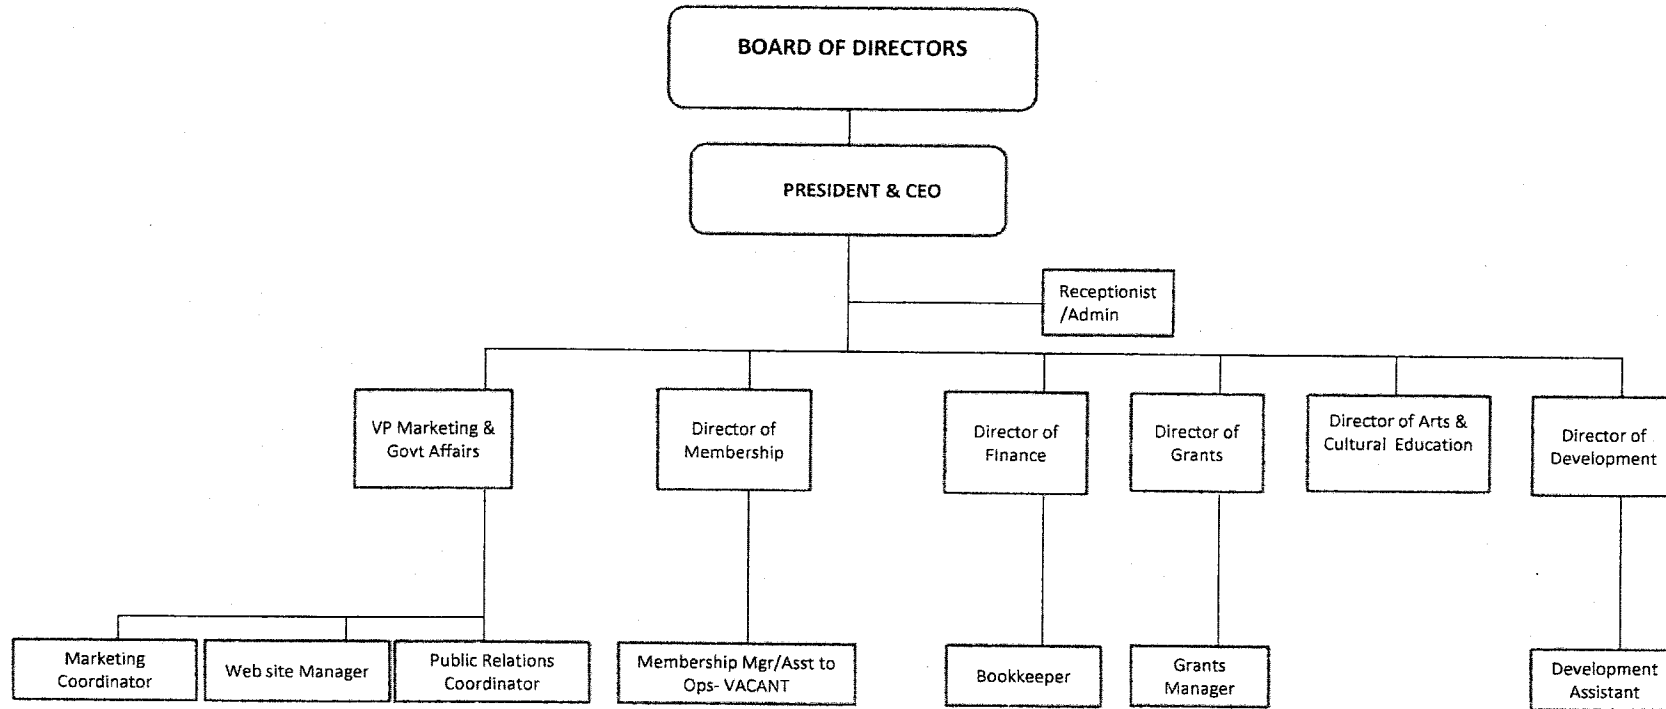 BOARD OF DIRECTORS
PRESIDENT & CEO
Receptionist
/Admin
VP Marketing &
Govt Affairs
Director of
Membership
Director of
Finance
Director of
Grants
Director of Arts &
Cultural Education
Director of
Development
Marketing
Coordinator
Web site Manager
Public Relations
Coordinator
Membership Mgr/Asst to
Ops- VACANT
Bookkeeper
Grants
Manager
Development
Assistant